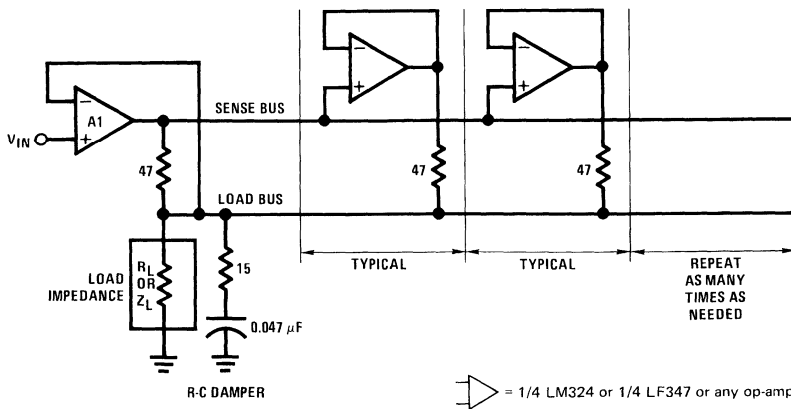 A1
−
+
V_IN
SENSE BUS
47
LOAD BUS
LOAD
IMPEDANCE
R_L
OR
Z_L
15
0.047 µF
R-C DAMPER
−
+
47
TYPICAL
−
+
47
TYPICAL
REPEAT
AS MANY
TIMES AS
NEEDED
= 1/4 LM324 or 1/4 LF347 or any op-amp